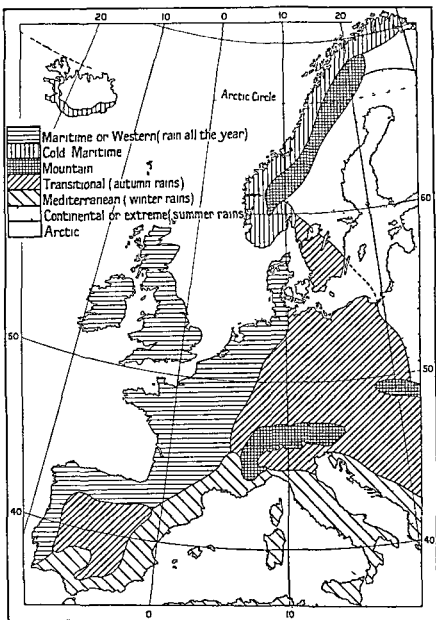 20 10 0 10 20
Arctic Circle
Maritime or Western (rain all the year)
Cold Maritime
Mountain
Transitional (autumn rains)
Mediterranean (winter rains)
Continental or extreme (summer rains)
Arctic
60
50
50
40
40
0 10